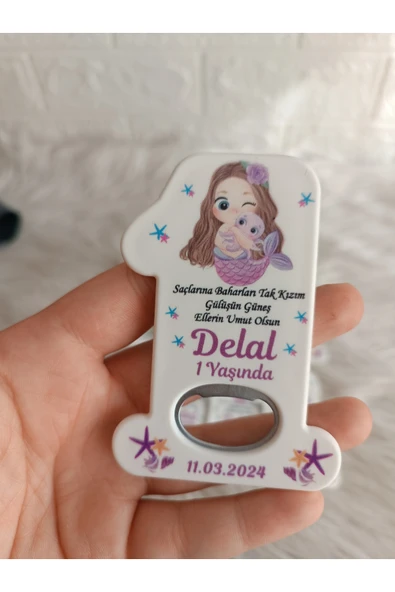 Saçlarına Baharları Tak Kızım
Gülüşün Güneş
Ellerin Umut Olsun
Delal
1 Yaşında
11.03.2024